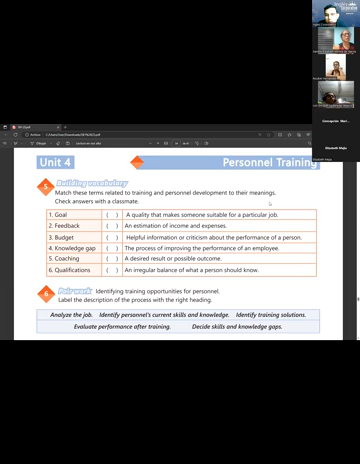 Unit 4
Personnel Training
5.
Building vocabulary
Match these terms related to training and personnel development to their meanings.
Check answers with a classmate.
1. Goal ( ) A quality that makes someone suitable for a particular job.
2. Feedback ( ) An estimation of income and expenses.
3. Budget ( ) Helpful information or criticism about the performance of a person.
4. Knowledge gap ( ) The process of improving the performance of an employee.
5. Coaching ( ) A desired result or possible outcome.
6. Qualifications ( ) An irregular balance of what a person should know.
6.
Pair work Identifying training opportunities for personnel.
Label the description of the process with the right heading.
Analyze the job. Identify personnel's current skills and knowledge. Identify training solutions.
Evaluate performance after training. Decide skills and knowledge gaps.